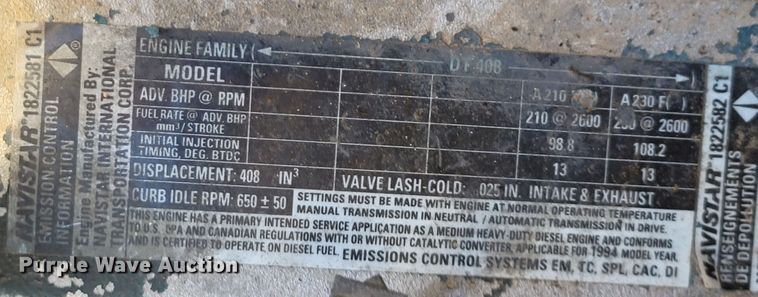 NAVISTAR 1822581 C1
EMISSION CONTROL
INFORMATION
Engine Manufactured By:
NAVISTAR INTERNATIONAL
TRANSPORTATION CORP.
ENGINE FAMILY DT 408
MODEL A210 A230 F( )
ADV. BHP @ RPM 210 @ 2600 230 @ 2600
FUEL RATE @ ADV. BHP
mm³/STROKE 98.8 108.2
INITIAL INJECTION
TIMING, DEG. BTDC 13 13
DISPLACEMENT: 408 IN³ VALVE LASH-COLD: .025 IN. INTAKE & EXHAUST
CURB IDLE RPM: 650 ± 50
SETTINGS MUST BE MADE WITH ENGINE AT NORMAL OPERATING TEMPERATURE
MANUAL TRANSMISSION IN NEUTRAL / AUTOMATIC TRANSMISSION IN DRIVE.
THIS ENGINE HAS A PRIMARY INTENDED SERVICE APPLICATION AS A MEDIUM HEAVY-DUTY DIESEL ENGINE AND CONFORMS
TO U.S. EPA AND CANADIAN REGULATIONS WITH OR WITHOUT CATALYTIC CONVERTER, APPLICABLE FOR 1994 MODEL YEAR,
AND IS CERTIFIED TO OPERATE ON DIESEL FUEL. EMISSIONS CONTROL SYSTEMS EM, TC, SPL, CAC, DI
NAVISTAR 1822582 C1
RENSEIGNEMENTS
DE DEPOLLUTION
Purple Wave Auction